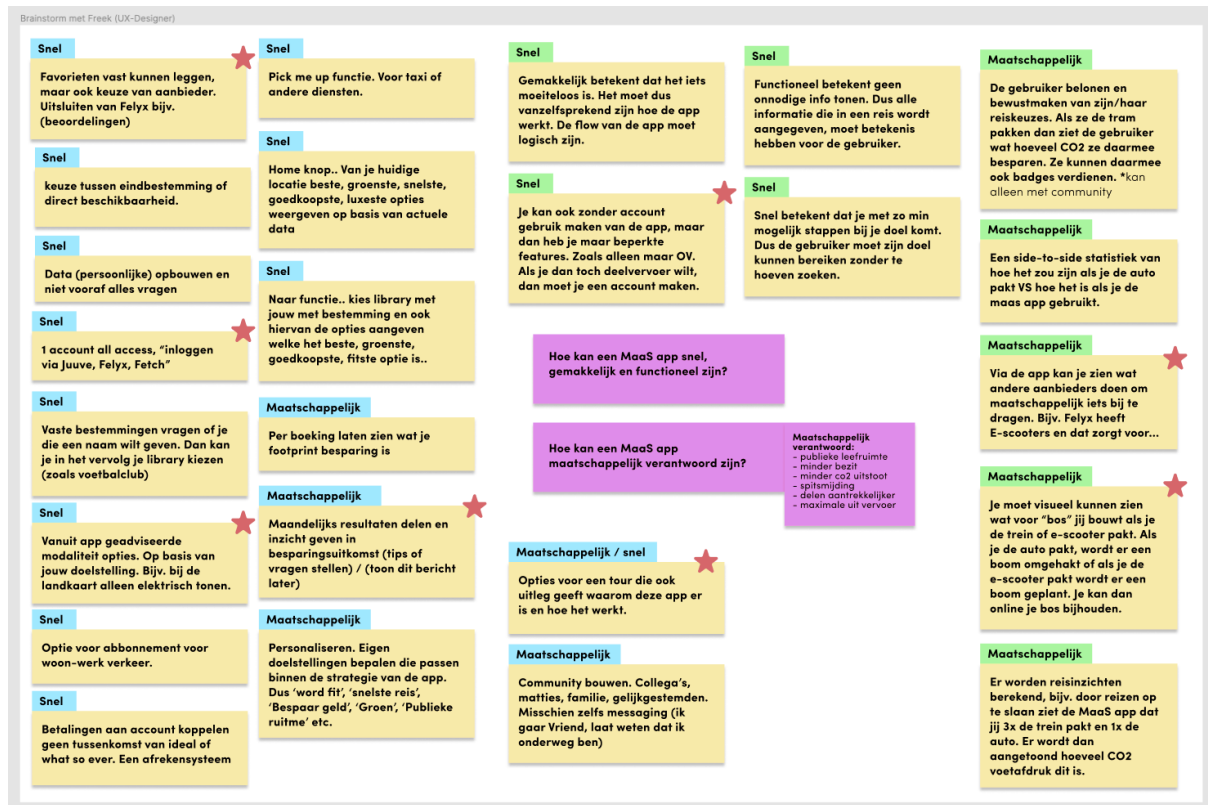 Brainstorm met Freek (UX-Designer)
Snel
Favorieten vast kunnen leggen,
maar ook keuze van aanbieder.
Uitsluiten van Felyx bijv.
(beoordelingen)
Snel
keuze tussen eindbestemming of
direct beschikbaarheid.
Snel
Data (persoonlijke) opbouwen en
niet vooraf alles vragen
Snel
1 account all access, “inloggen
via Juuve, Felyx, Fetch”
Snel
Vaste bestemmingen vragen of je
die een naam wilt geven. Dan kan
je in het vervolg je library kiezen
(zoals voetbalclub)
Snel
Vanuit app geadviseerde
modaliteit opties. Op basis van
jouw doelstelling. Bijv. bij de
landkaart alleen elektrisch tonen.
Snel
Optie voor abbonnement voor
woon-werk verkeer.
Snel
Betalingen aan account koppelen
geen tussenkomst van ideal of
what so ever. Een afrekensysteem
Snel
Pick me up functie. Voor taxi of
andere diensten.
Snel
Home knop.. Van je huidige
locatie beste, groenste, snelste,
goedkoopste, luxeste opties
weergeven op basis van actuele
data
Snel
Naar functie.. kies library met
jouw met bestemming en ook
hiervan de opties aangeven
welke het beste, groenste,
goedkoopste, fitste optie is..
Maatschappelijk
Per boeking laten zien wat je
footprint besparing is
Maatschappelijk
Maandelijks resultaten delen en
inzicht geven in
besparingsuitkomst (tips of
vragen stellen) / (toon dit bericht
later)
Maatschappelijk
Personaliseren. Eigen
doelstellingen bepalen die passen
binnen de strategie van de app.
Dus ‘word fit’, ‘snelste reis’,
‘Bespaar geld’, ‘Groen’, ‘Publieke
ruitme’ etc.
Snel
Gemakkelijk betekent dat het iets
moeiteloos is. Het moet dus
vanzelfsprekend zijn hoe de app
werkt. De flow van de app moet
logisch zijn.
Snel
Je kan ook zonder account
gebruik maken van de app, maar
dan heb je maar beperkte
features. Zoals alleen maar OV.
Als je dan toch deelvervoer wilt,
dan moet je een account maken.
Snel
Functioneel betekent geen
onnodige info tonen. Dus alle
informatie die in een reis wordt
aangegeven, moet betekenis
hebben voor de gebruiker.
Snel
Snel betekent dat je met zo min
mogelijk stappen bij je doel komt.
Dus de gebruiker moet zijn doel
kunnen bereiken zonder te
hoeven zoeken.
Hoe kan een MaaS app snel,
gemakkelijk en functioneel zijn?
Hoe kan een MaaS app
maatschappelijk verantwoord zijn?
Maatschappelijk
verantwoord:
- publieke leefruimte
- minder bezit
- minder co2 uitstoot
- spitsmijding
- delen aantrekkelijker
- maximale uit vervoer
Maatschappelijk / snel
Opties voor een tour die ook
uitleg geeft waarom deze app er
is en hoe het werkt.
Maatschappelijk
Community bouwen. Collega’s,
matties, familie, gelijkgestemden.
Misschien zelfs messaging (ik
gaar Vriend, laat weten dat ik
onderweg ben)
Maatschappelijk
De gebruiker belonen en
bewustmaken van zijn/haar
reiskeuzes. Als ze de tram
pakken dan ziet de gebruiker
wat hoeveel CO2 ze daarmee
besparen. Ze kunnen daarmee
ook badges verdienen. *kan
alleen met community
Maatschappelijk
Een side-to-side statistiek van
hoe het zou zijn als je de auto
pakt VS hoe het is als je de
maas app gebruikt.
Maatschappelijk
Via de app kan je zien wat
andere aanbieders doen om
maatschappelijk iets bij te
dragen. Bijv. Felyx heeft
E-scooters en dat zorgt voor...
Maatschappelijk
Je moet visueel kunnen zien
wat voor “bos” jij bouwt als je
de trein of e-scooter pakt. Als
je de auto pakt, wordt er een
boom omgehakt of als je de
e-scooter pakt wordt er een
boom geplant. Je kan dan
online je bos bijhouden.
Maatschappelijk
Er worden reisinzichten
berekend, bijv. door reizen op
te slaan ziet de MaaS app dat
jij 3x de trein pakt en 1x de
auto. Er wordt dan
aangetoond hoeveel CO2
voetafdruk dit is.